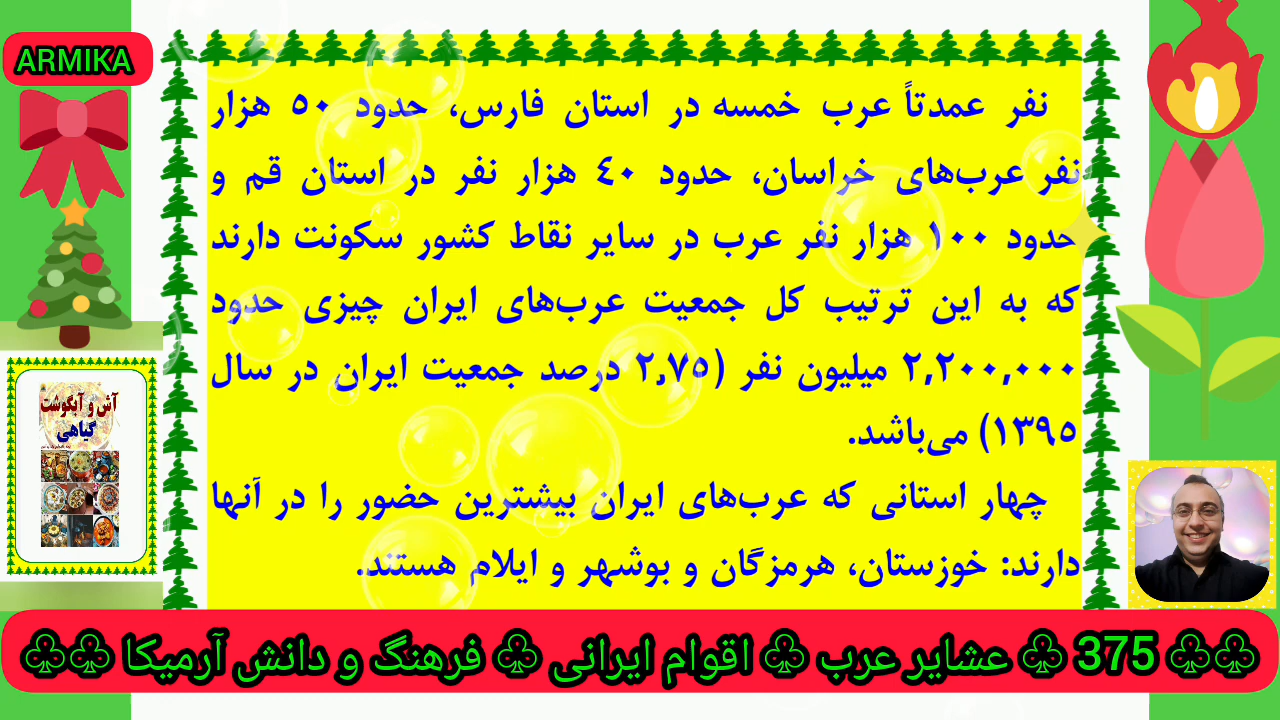 ARMIKA
نفر عمدتاً عرب خمسه در استان فارس، حدود ۵۰ هزار
نفر عرب‌های خراسان، حدود ٤۰ هزار نفر در استان قم و
حدود ۱۰۰ هزار نفر عرب در سایر نقاط کشور سکونت دارند
که به این ترتیب کل جمعیت عرب‌های ایران چیزی حدود
۲,۲۰۰,۰۰۰ میلیون نفر (۲٫۷۵ درصد جمعیت ایران در سال
۱۳۹۵) می‌باشد.
چهار استانی که عرب‌های ایران بیشترین حضور را در آنها
دارند: خوزستان، هرمزگان و بوشهر و ایلام هستند.
آش و آبگوشت
گیاهی
♧♧ 375 ♧ عشایر عرب ♧ اقوام ایرانی ♧ فرهنگ و دانش آرمیکا ♧♧